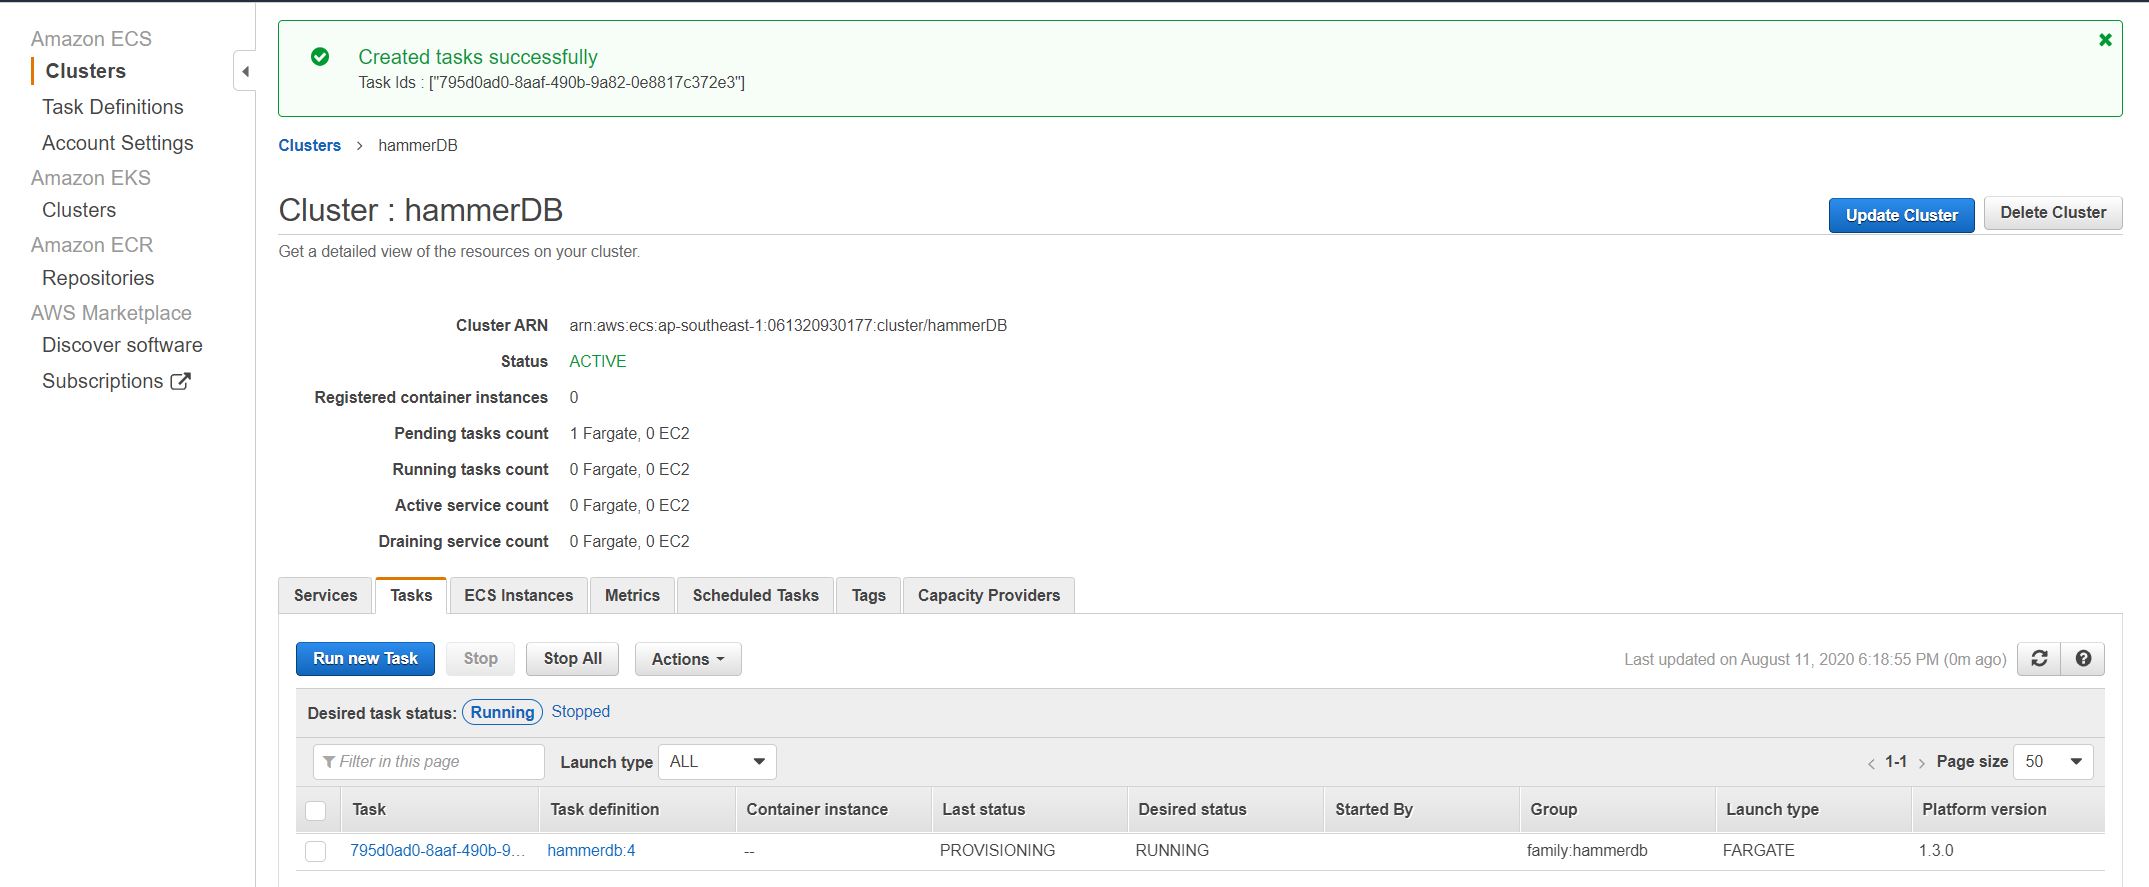 Amazon ECS
Clusters
Task Definitions
Account Settings
Amazon EKS
Clusters
Amazon ECR
Repositories
AWS Marketplace
Discover software
Subscriptions
Created tasks successfully
Task Ids : ["795d0ad0-8aaf-490b-9a82-0e8817c372e3"]
Clusters > hammerDB
Cluster : hammerDB
Update Cluster Delete Cluster
Get a detailed view of the resources on your cluster.
Cluster ARN arn:aws:ecs:ap-southeast-1:061320930177:cluster/hammerDB
Status ACTIVE
Registered container instances 0
Pending tasks count 1 Fargate, 0 EC2
Running tasks count 0 Fargate, 0 EC2
Active service count 0 Fargate, 0 EC2
Draining service count 0 Fargate, 0 EC2
Services Tasks ECS Instances Metrics Scheduled Tasks Tags Capacity Providers
Run new Task Stop Stop All Actions Last updated on August 11, 2020 6:18:55 PM (0m ago)
Desired task status: Running Stopped
Filter in this page Launch type ALL < 1-1 > Page size 50
Task Task definition Container instance Last status Desired status Started By Group Launch type Platform version
795d0ad0-8aaf-490b-9... hammerdb:4 -- PROVISIONING RUNNING family:hammerdb FARGATE 1.3.0